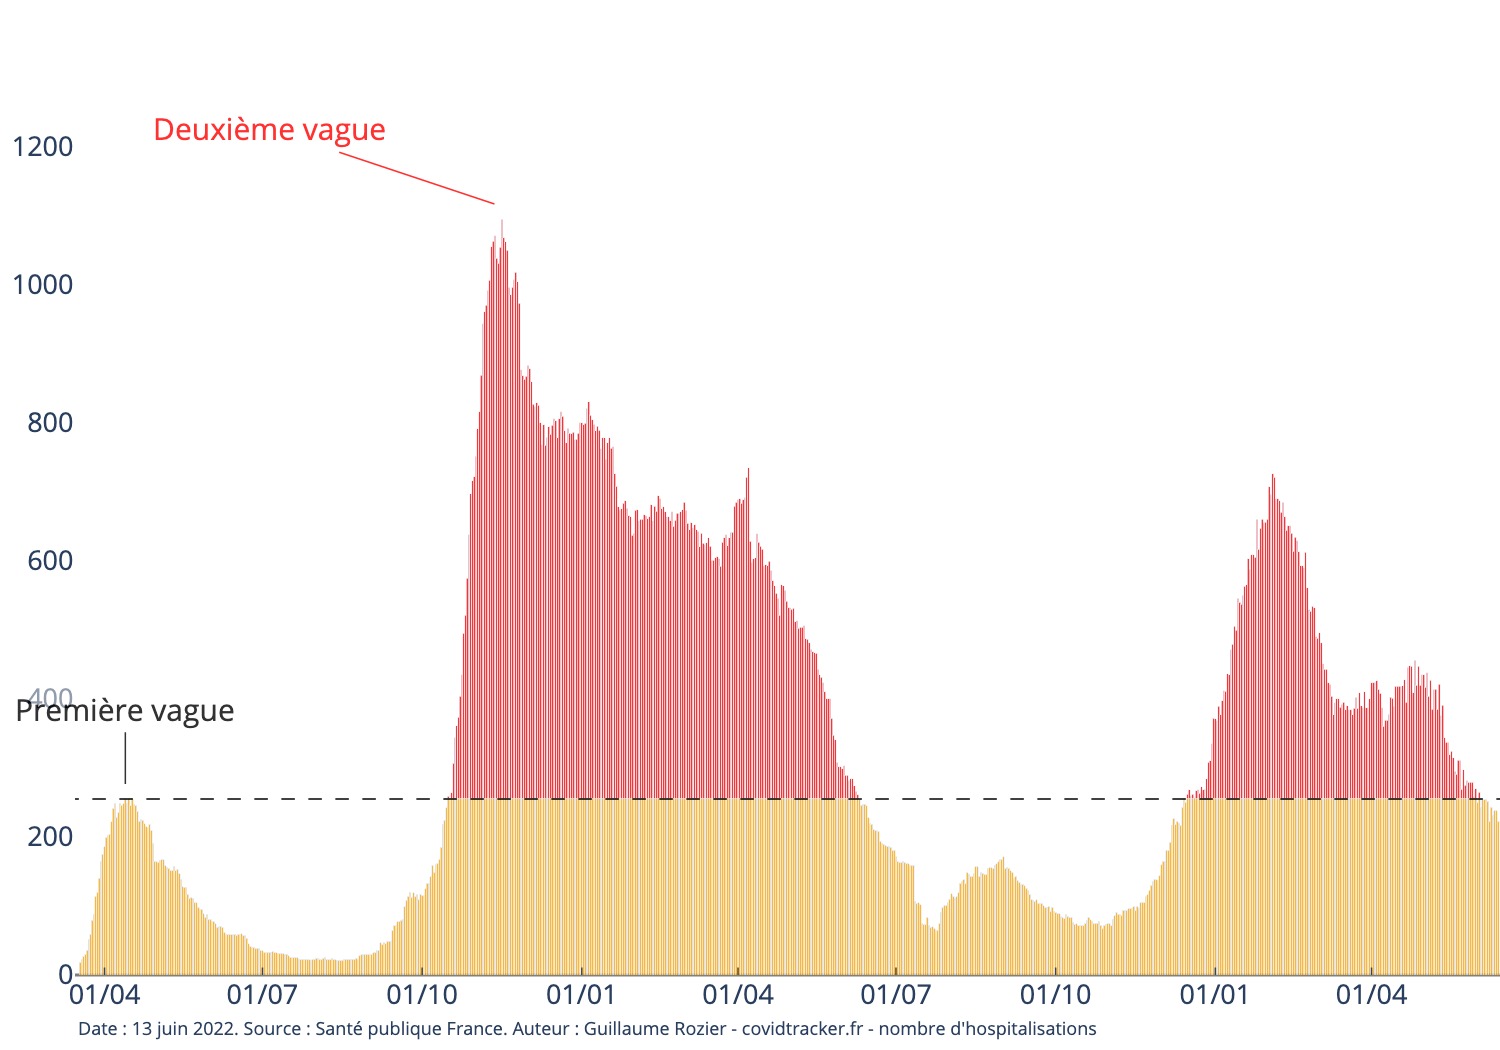 Deuxième vague
1200
1000
800
600
400
Première vague
200
0
01/04 01/07 01/10 01/01 01/04 01/07 01/10 01/01 01/04
Date : 13 juin 2022. Source : Santé publique France. Auteur : Guillaume Rozier - covidtracker.fr - nombre d'hospitalisations